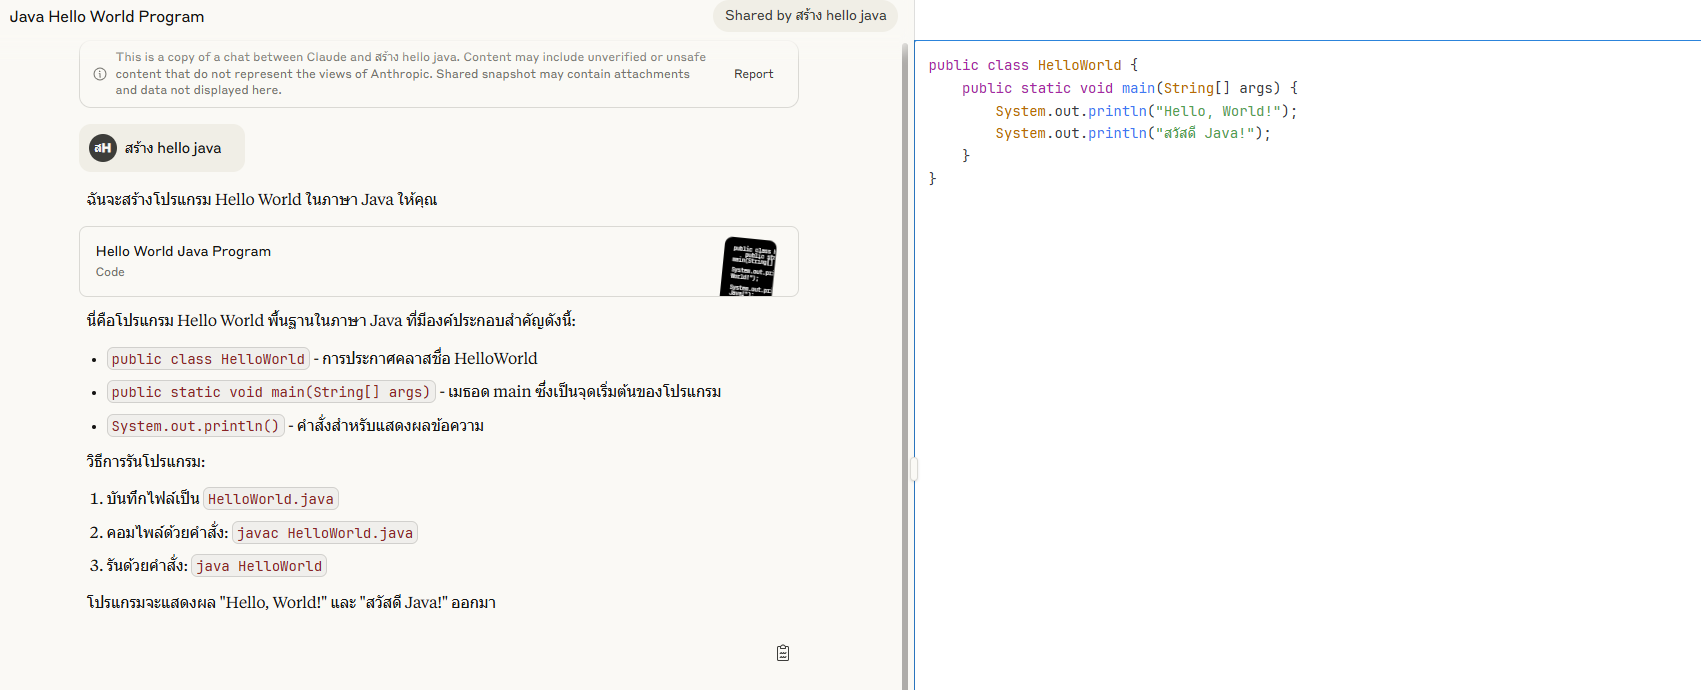 Java Hello World Program
Shared by สร้าง hello java
This is a copy of a chat between Claude and สร้าง hello java. Content may include unverified or unsafe
content that do not represent the views of Anthropic. Shared snapshot may contain attachments
and data not displayed here.
Report
สH สร้าง hello java
ฉันจะสร้างโปรแกรม Hello World ในภาษา Java ให้คุณ
Hello World Java Program
Code
นี่คือโปรแกรม Hello World พื้นฐานในภาษา Java ที่มีองค์ประกอบสำคัญดังนี้:
• public class HelloWorld - การประกาศคลาสชื่อ HelloWorld
• public static void main(String[] args) - เมธอด main ซึ่งเป็นจุดเริ่มต้นของโปรแกรม
• System.out.println() - คำสั่งสำหรับแสดงผลข้อความ
วิธีการรันโปรแกรม:
1. บันทึกไฟล์เป็น HelloWorld.java
2. คอมไพล์ด้วยคำสั่ง: javac HelloWorld.java
3. รันด้วยคำสั่ง: java HelloWorld
โปรแกรมจะแสดงผล "Hello, World!" และ "สวัสดี Java!" ออกมา
public class HelloWorld {
    public static void main(String[] args) {
        System.out.println("Hello, World!");
        System.out.println("สวัสดี Java!");
    }
}